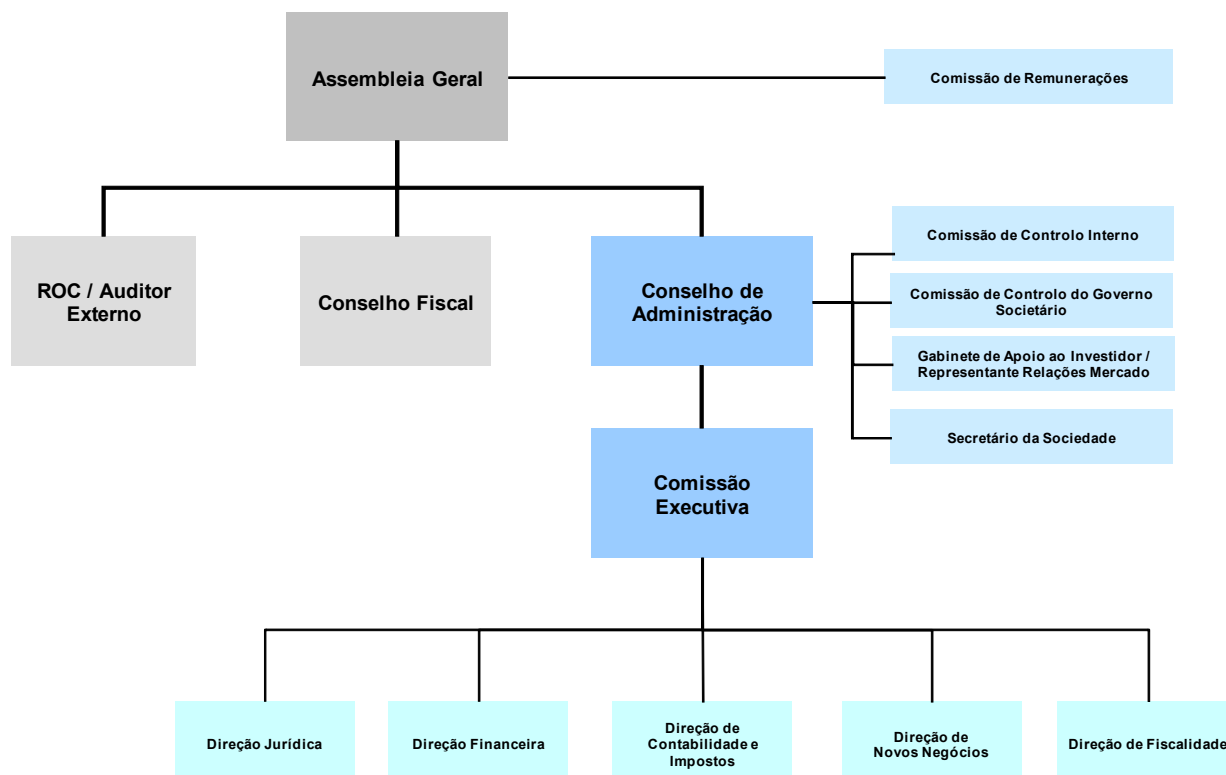 Assembleia Geral
Comissão de Remunerações
ROC / Auditor
Externo
Conselho Fiscal
Conselho de
Administração
Comissão de Controlo Interno
Comissão de Controlo do Governo
Societário
Gabinete de Apoio ao Investidor /
Representante Relações Mercado
Secretário da Sociedade
Comissão
Executiva
Direção Jurídica
Direção Financeira
Direção de
Contabilidade e
Impostos
Direção de
Novos Negócios
Direção de Fiscalidade